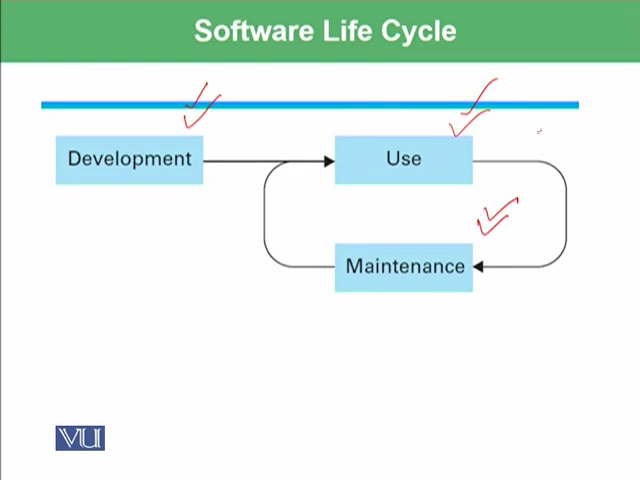 Software Life Cycle
Development
Use
Maintenance
VU